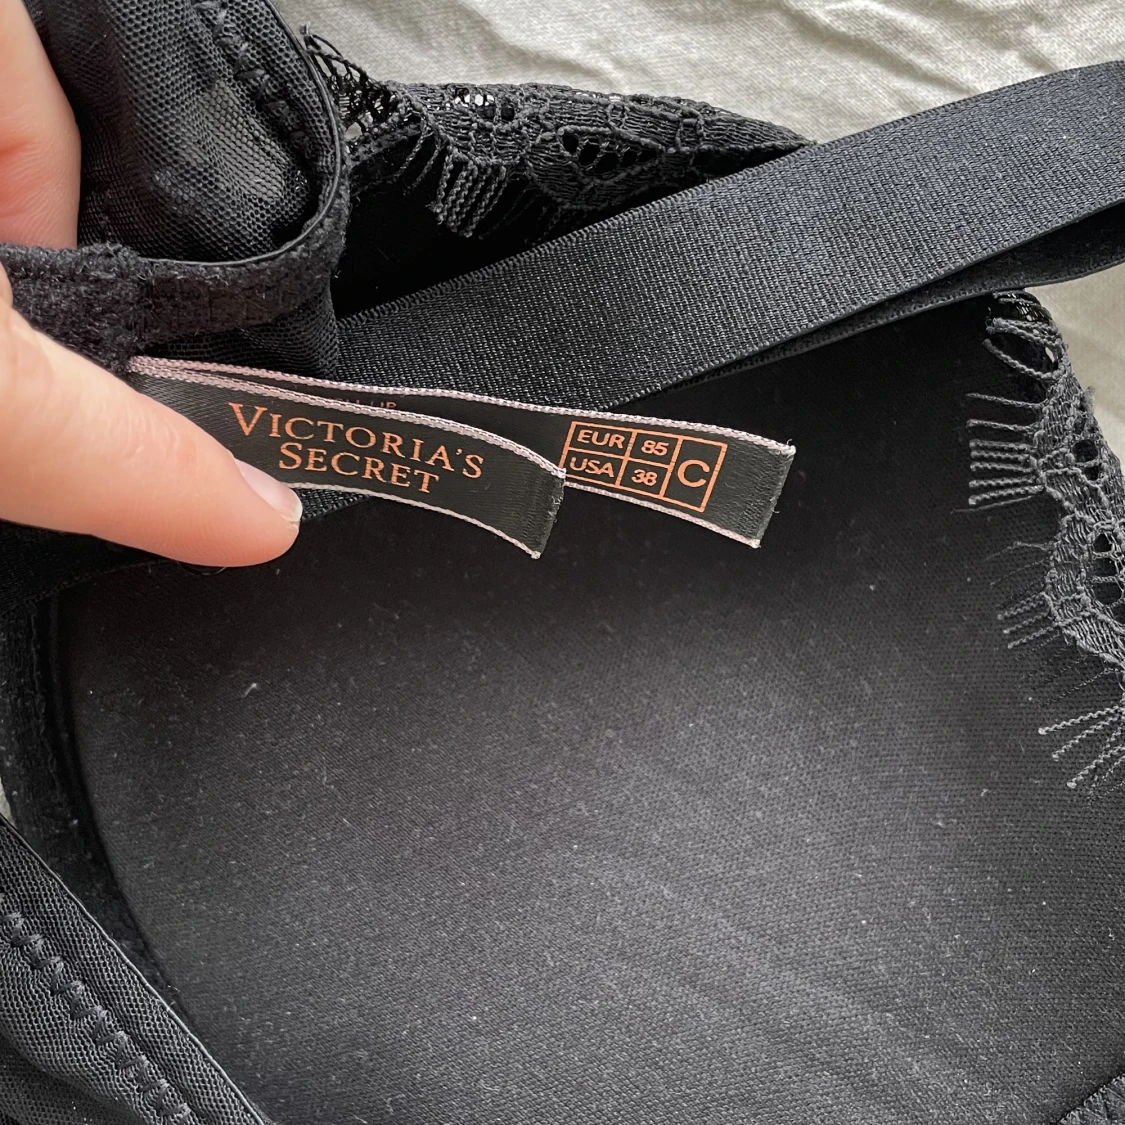 VICTORIA'S
SECRET
EUR 85
USA 38
C